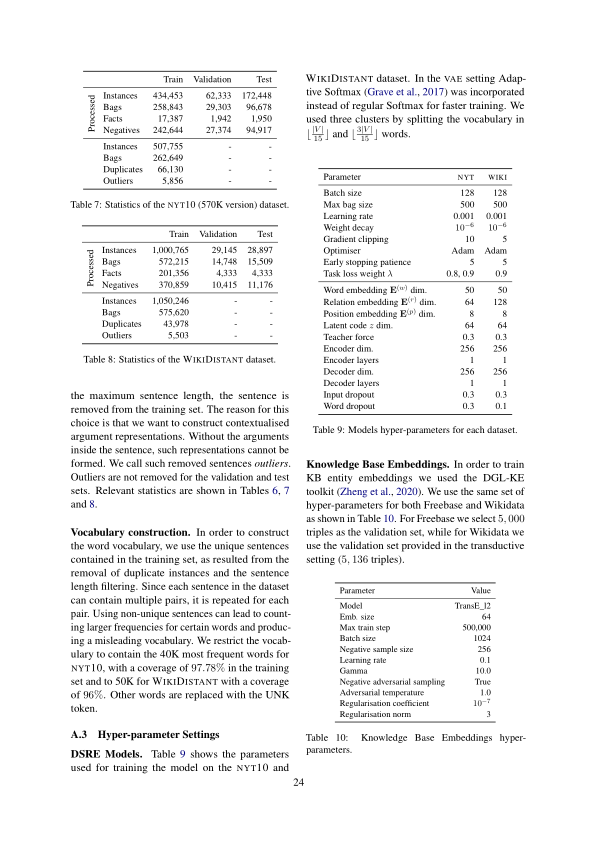 Train Validation Test
Processed
Instances 434,453 62,333 172,448
Bags 258,843 29,303 96,678
Facts 17,387 1,942 1,950
Negatives 242,644 27,374 94,917
Instances 507,755 - -
Bags 262,649 - -
Duplicates 66,130 - -
Outliers 5,856 - -
Table 7: Statistics of the NYT10 (570K version) dataset.
Train Validation Test
Processed
Instances 1,000,765 29,145 28,897
Bags 572,215 14,748 15,509
Facts 201,356 4,333 4,333
Negatives 370,859 10,415 11,176
Instances 1,050,246 - -
Bags 575,620 - -
Duplicates 43,978 - -
Outliers 5,503 - -
Table 8: Statistics of the WIKIDISTANT dataset.
the maximum sentence length, the sentence is
removed from the training set. The reason for this
choice is that we want to construct contextualised
argument representations. Without the arguments
inside the sentence, such representations cannot be
formed. We call such removed sentences outliers.
Outliers are not removed for the validation and test
sets. Relevant statistics are shown in Tables 6, 7
and 8.
Vocabulary construction. In order to construct
the word vocabulary, we use the unique sentences
contained in the training set, as resulted from the
removal of duplicate instances and the sentence
length filtering. Since each sentence in the dataset
can contain multiple pairs, it is repeated for each
pair. Using non-unique sentences can lead to count-
ing larger frequencies for certain words and produc-
ing a misleading vocabulary. We restrict the vocab-
ulary to contain the 40K most frequent words for
NYT10, with a coverage of 97.78% in the training
set and to 50K for WIKIDISTANT with a coverage
of 96%. Other words are replaced with the UNK
token.
A.3 Hyper-parameter Settings
DSRE Models. Table 9 shows the parameters
used for training the model on the NYT10 and
WIKIDISTANT dataset. In the VAE setting Adap-
tive Softmax (Grave et al., 2017) was incorporated
instead of regular Softmax for faster training. We
used three clusters by splitting the vocabulary in
⌊|V|/15⌋ and ⌊3|V|/15⌋ words.
Parameter NYT WIKI
Batch size 128 128
Max bag size 500 500
Learning rate 0.001 0.001
Weight decay 10⁻⁶ 10⁻⁶
Gradient clipping 10 5
Optimiser Adam Adam
Early stopping patience 5 5
Task loss weight λ 0.8, 0.9 0.9
Word embedding E⁽ʷ⁾ dim. 50 50
Relation embedding E⁽ʳ⁾ dim. 64 128
Position embedding E⁽ᵖ⁾ dim. 8 8
Latent code z dim. 64 64
Teacher force 0.3 0.3
Encoder dim. 256 256
Encoder layers 1 1
Decoder dim. 256 256
Decoder layers 1 1
Input dropout 0.3 0.3
Word dropout 0.3 0.1
Table 9: Models hyper-parameters for each dataset.
Knowledge Base Embeddings. In order to train
KB entity embeddings we used the DGL-KE
toolkit (Zheng et al., 2020). We use the same set of
hyper-parameters for both Freebase and Wikidata
as shown in Table 10. For Freebase we select 5, 000
triples as the validation set, while for Wikidata we
use the validation set provided in the transductive
setting (5, 136 triples).
Parameter Value
Model TransE_l2
Emb. size 64
Max train step 500,000
Batch size 1024
Negative sample size 256
Learning rate 0.1
Gamma 10.0
Negative adversarial sampling True
Adversarial temperature 1.0
Regularisation coefficient 10⁻⁷
Regularisation norm 3
Table 10: Knowledge Base Embeddings hyper-
parameters.
24